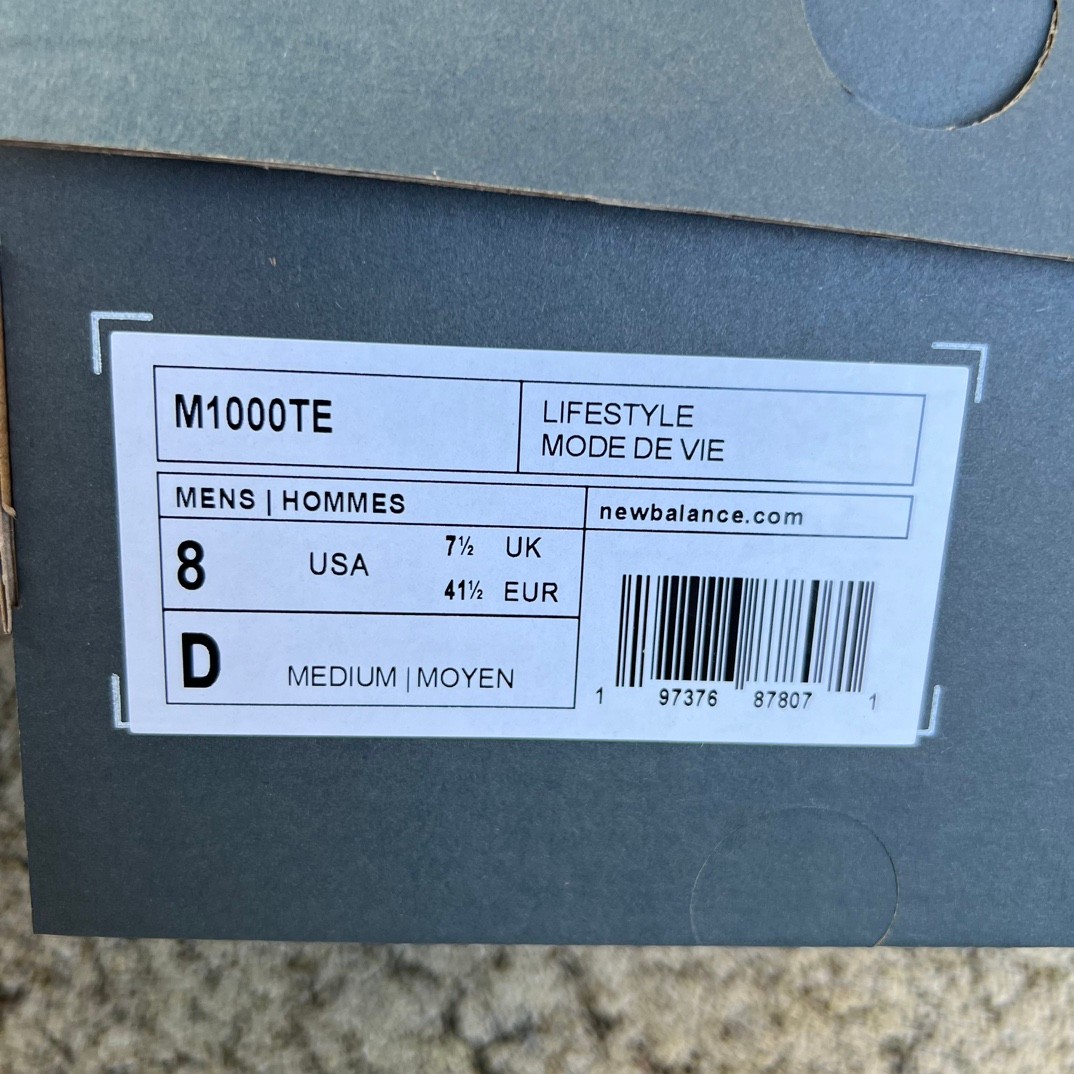 M1000TE
LIFESTYLE
MODE DE VIE
MENS | HOMMES
newbalance.com
8 USA 7½ UK
41½ EUR
D MEDIUM | MOYEN
1 97376 87807 1